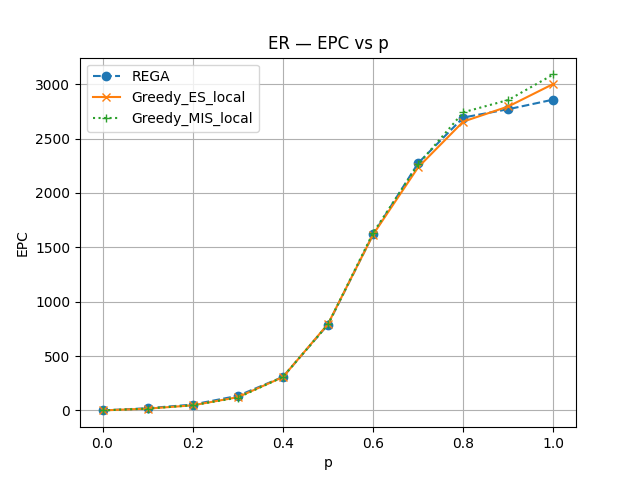 ER — EPC vs p
REGA
Greedy_ES_local
Greedy_MIS_local
3000
2500
2000
1500
1000
500
0
EPC
0.0 0.2 0.4 0.6 0.8 1.0
p